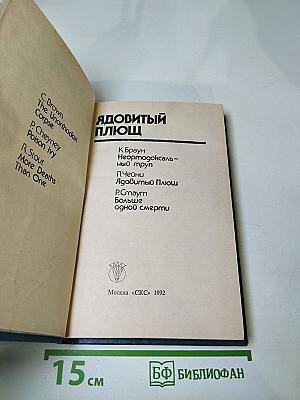 C. Brown
The Unorthodox
Corpse
P. Cheyney
Poison Ivy
R. Stout
More Deaths
Than One
ЯДОВИТЫЙ
ПЛЮЩ
К. Браун
Неортодоксаль-
ный труп
П. Чейни
Ядовитый Плющ
Р. Стаут
Больше
одной смерти
Москва «СКС» 1992
15 см
БФ БИБЛИОФАН